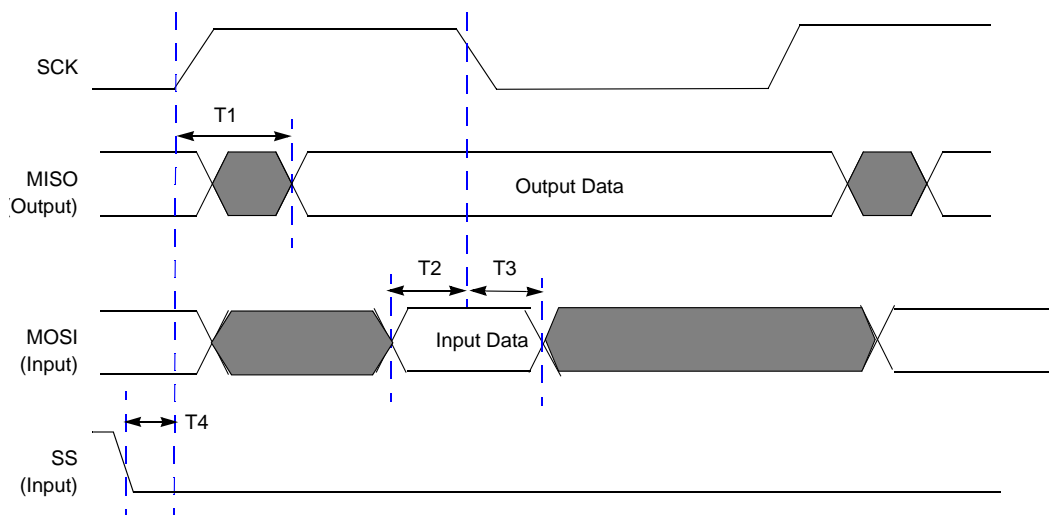 SCK
T1
MISO
(Output)
Output Data
T2
T3
MOSI
(Input)
Input Data
T4
SS
(Input)